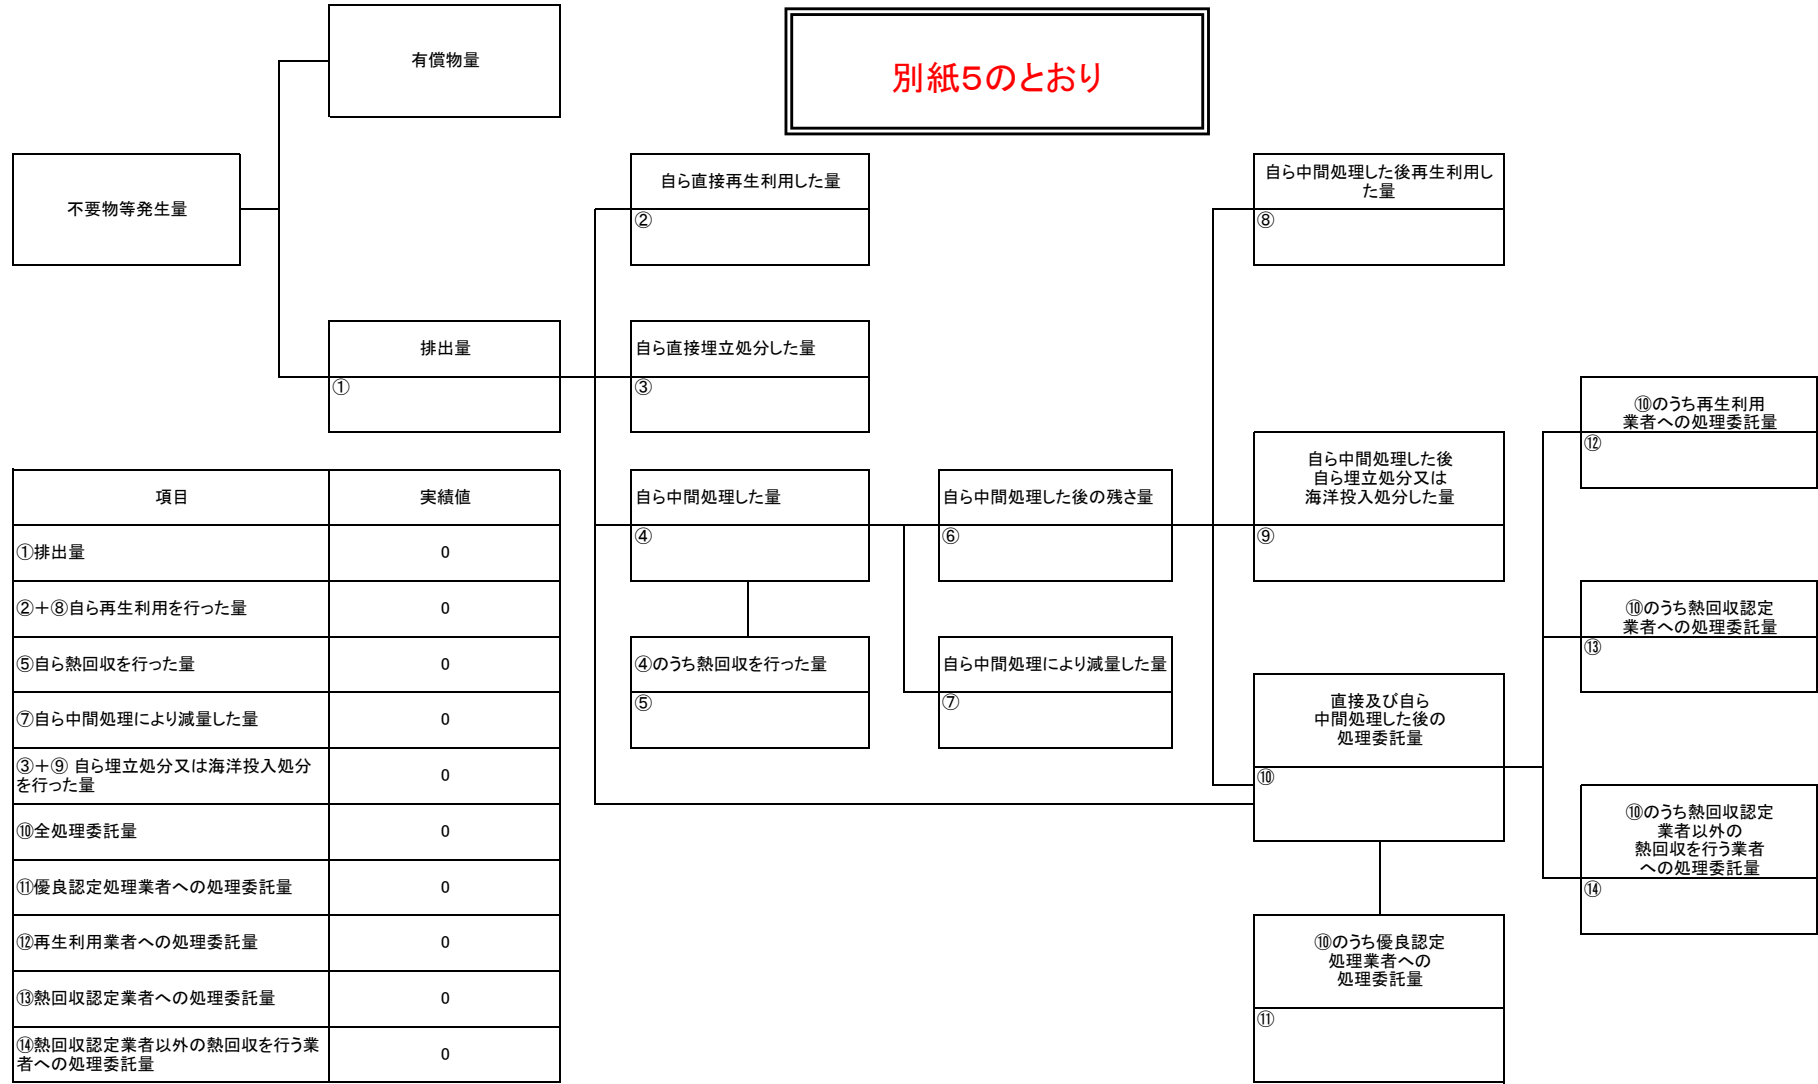 有償物量
別紙５のとおり
不要物等発生量
自ら直接再生利用した量
②
自ら中間処理した後再生利用し
た量
⑧
排出量
①
自ら直接埋立処分した量
③
⑩のうち再生利用
業者への処理委託量
⑫
自ら中間処理した量
④
自ら中間処理した後の残さ量
⑥
自ら中間処理した後
自ら埋立処分又は
海洋投入処分した量
⑨
⑩のうち熱回収認定
業者への処理委託量
⑬
④のうち熱回収を行った量
⑤
自ら中間処理により減量した量
⑦
直接及び自ら
中間処理した後の
処理委託量
⑩
⑩のうち熱回収認定
業者以外の
熱回収を行う業者
への処理委託量
⑭
⑩のうち優良認定
処理業者への
処理委託量
⑪
項目 実績値
①排出量 0
②＋⑧自ら再生利用を行った量 0
⑤自ら熱回収を行った量 0
⑦自ら中間処理により減量した量 0
③＋⑨ 自ら埋立処分又は海洋投入処分
を行った量 0
⑩全処理委託量 0
⑪優良認定処理業者への処理委託量 0
⑫再生利用業者への処理委託量 0
⑬熱回収認定業者への処理委託量 0
⑭熱回収認定業者以外の熱回収を行う業
者への処理委託量 0